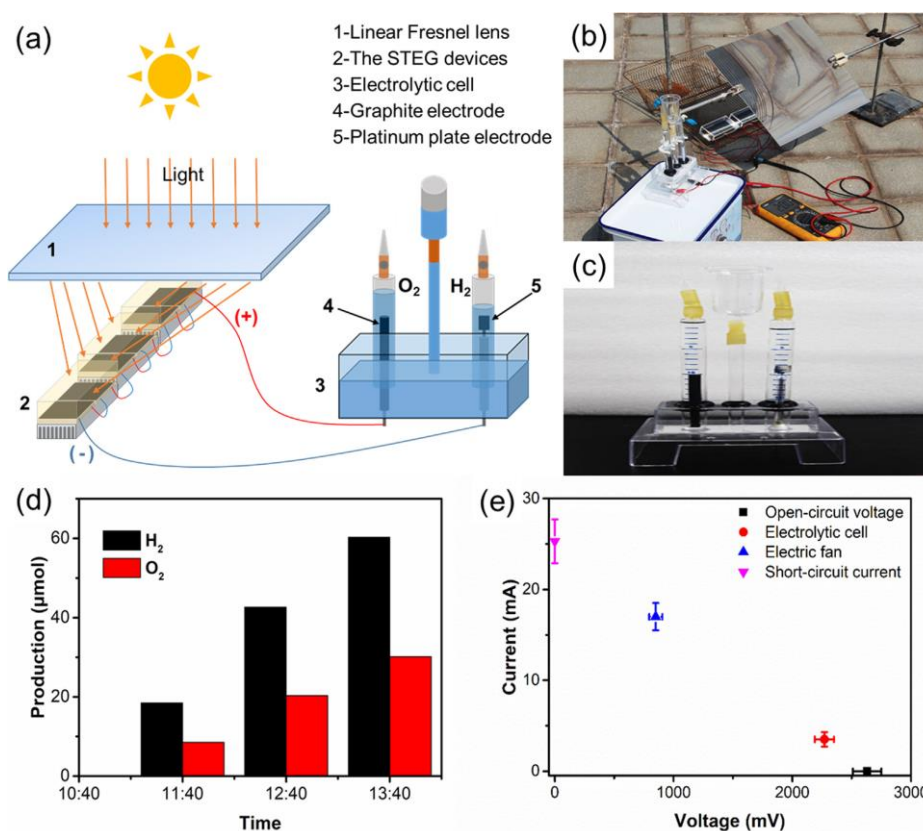 (a)
1-Linear Fresnel lens
2-The STEG devices
3-Electrolytic cell
4-Graphite electrode
5-Platinum plate electrode
Light
1
2
(+)
(-)
O₂
H₂
4
5
3
(b)
(c)
(d)
Production (μmol)
60
40
20
0
H₂
O₂
10:40
11:40
12:40
13:40
Time
(e)
Current (mA)
30
20
10
0
Open-circuit voltage
Electrolytic cell
Electric fan
Short-circuit current
0
1000
2000
3000
Voltage (mV)